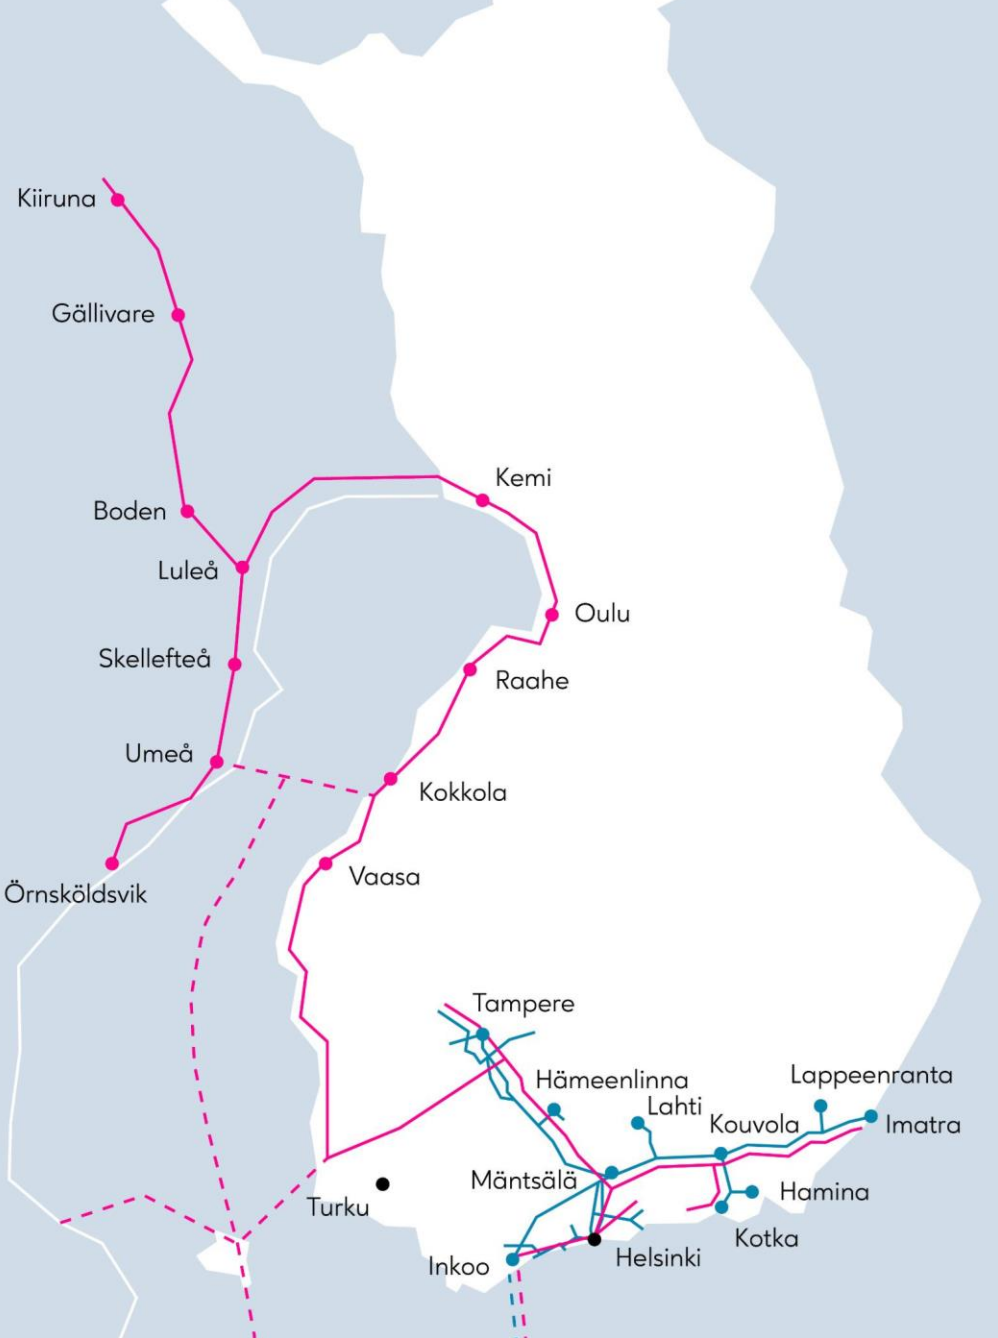 Kiiruna
Gällivare
Kemi
Boden
Luleå
Oulu
Skellefteå
Raahe
Umeå
Kokkola
Vaasa
Örnsköldsvik
Tampere
Lappeenranta
Hämeenlinna
Lahti
Kouvola
Imatra
Mäntsälä
Hamina
Turku
Kotka
Helsinki
Inkoo